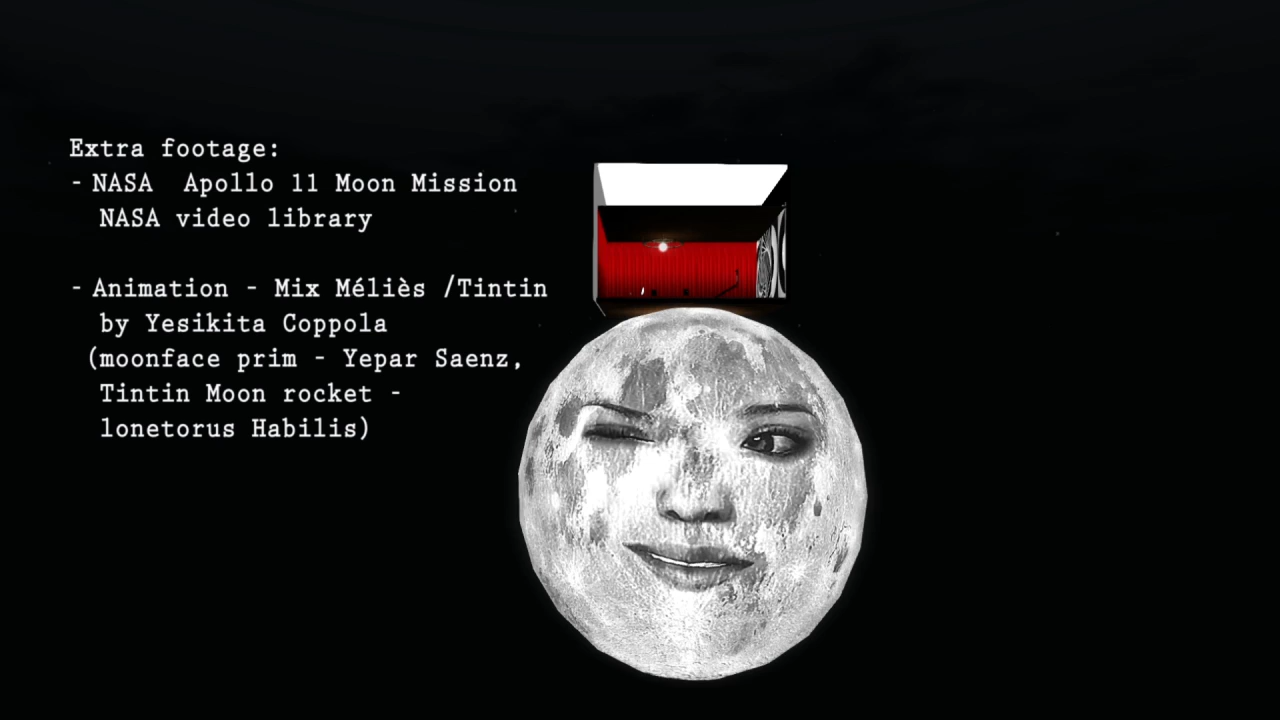 Extra footage:
- NASA  Apollo 11 Moon Mission
NASA video library
- Animation - Mix Méliès /Tintin
by Yesikita Coppola
(moonface prim - Yepar Saenz,
Tintin Moon rocket -
lonetorus Habilis)